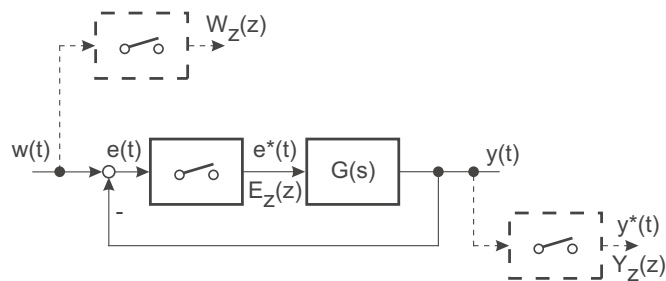 W_Z(z)
w(t)
e(t)
e*(t)
E_Z(z)
G(s)
y(t)
-
y*(t)
Y_Z(z)